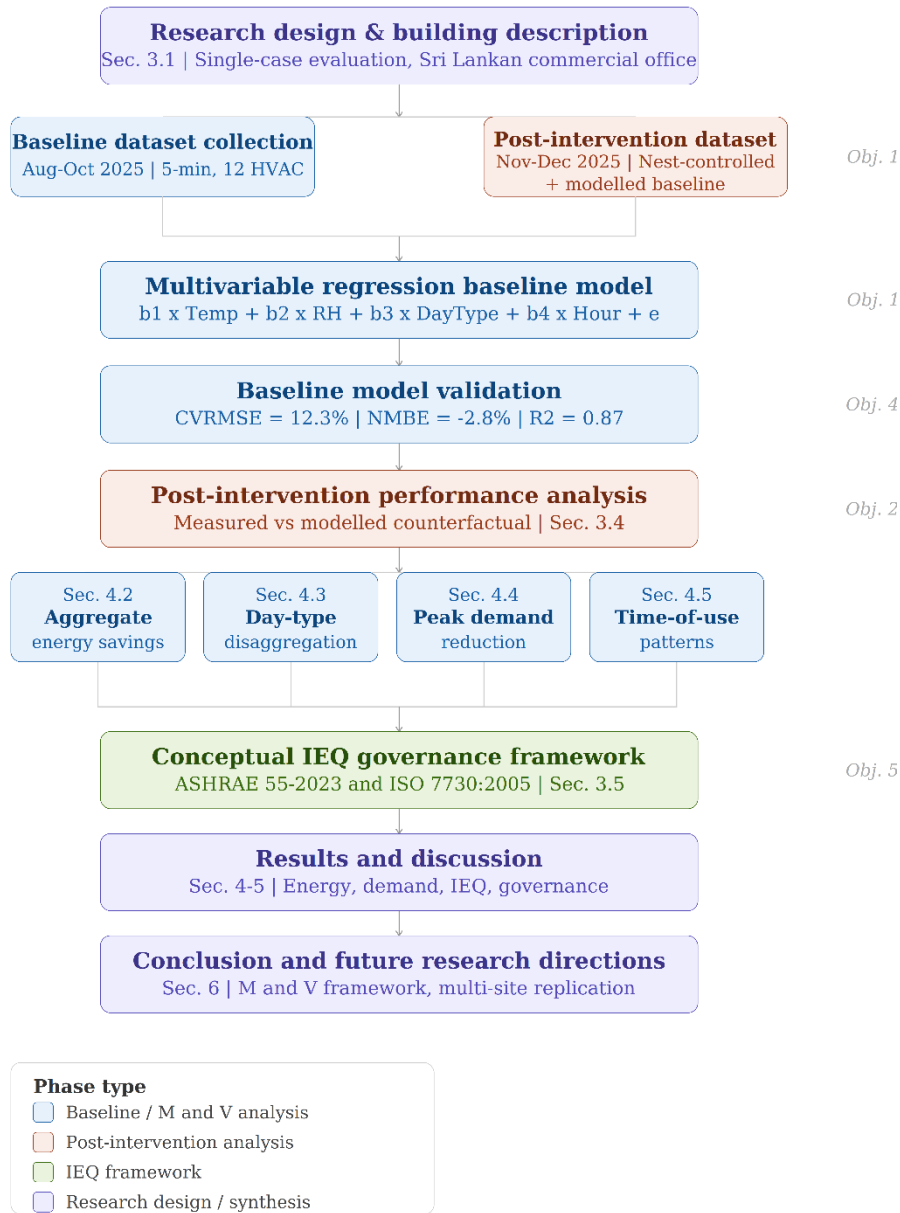 Research design & building description
Sec. 3.1 | Single-case evaluation, Sri Lankan commercial office
Baseline dataset collection
Aug-Oct 2025 | 5-min, 12 HVAC
Post-intervention dataset
Nov-Dec 2025 | Nest-controlled
+ modelled baseline
Obj. 1
Multivariable regression baseline model
b1 x Temp + b2 x RH + b3 x DayType + b4 x Hour + e
Obj. 1
Baseline model validation
CVRMSE = 12.3% | NMBE = -2.8% | R2 = 0.87
Obj. 4
Post-intervention performance analysis
Measured vs modelled counterfactual | Sec. 3.4
Obj. 2
Sec. 4.2
Aggregate
energy savings
Sec. 4.3
Day-type
disaggregation
Sec. 4.4
Peak demand
reduction
Sec. 4.5
Time-of-use
patterns
Conceptual IEQ governance framework
ASHRAE 55-2023 and ISO 7730:2005 | Sec. 3.5
Obj. 5
Results and discussion
Sec. 4-5 | Energy, demand, IEQ, governance
Conclusion and future research directions
Sec. 6 | M and V framework, multi-site replication
Phase type
Baseline / M and V analysis
Post-intervention analysis
IEQ framework
Research design / synthesis